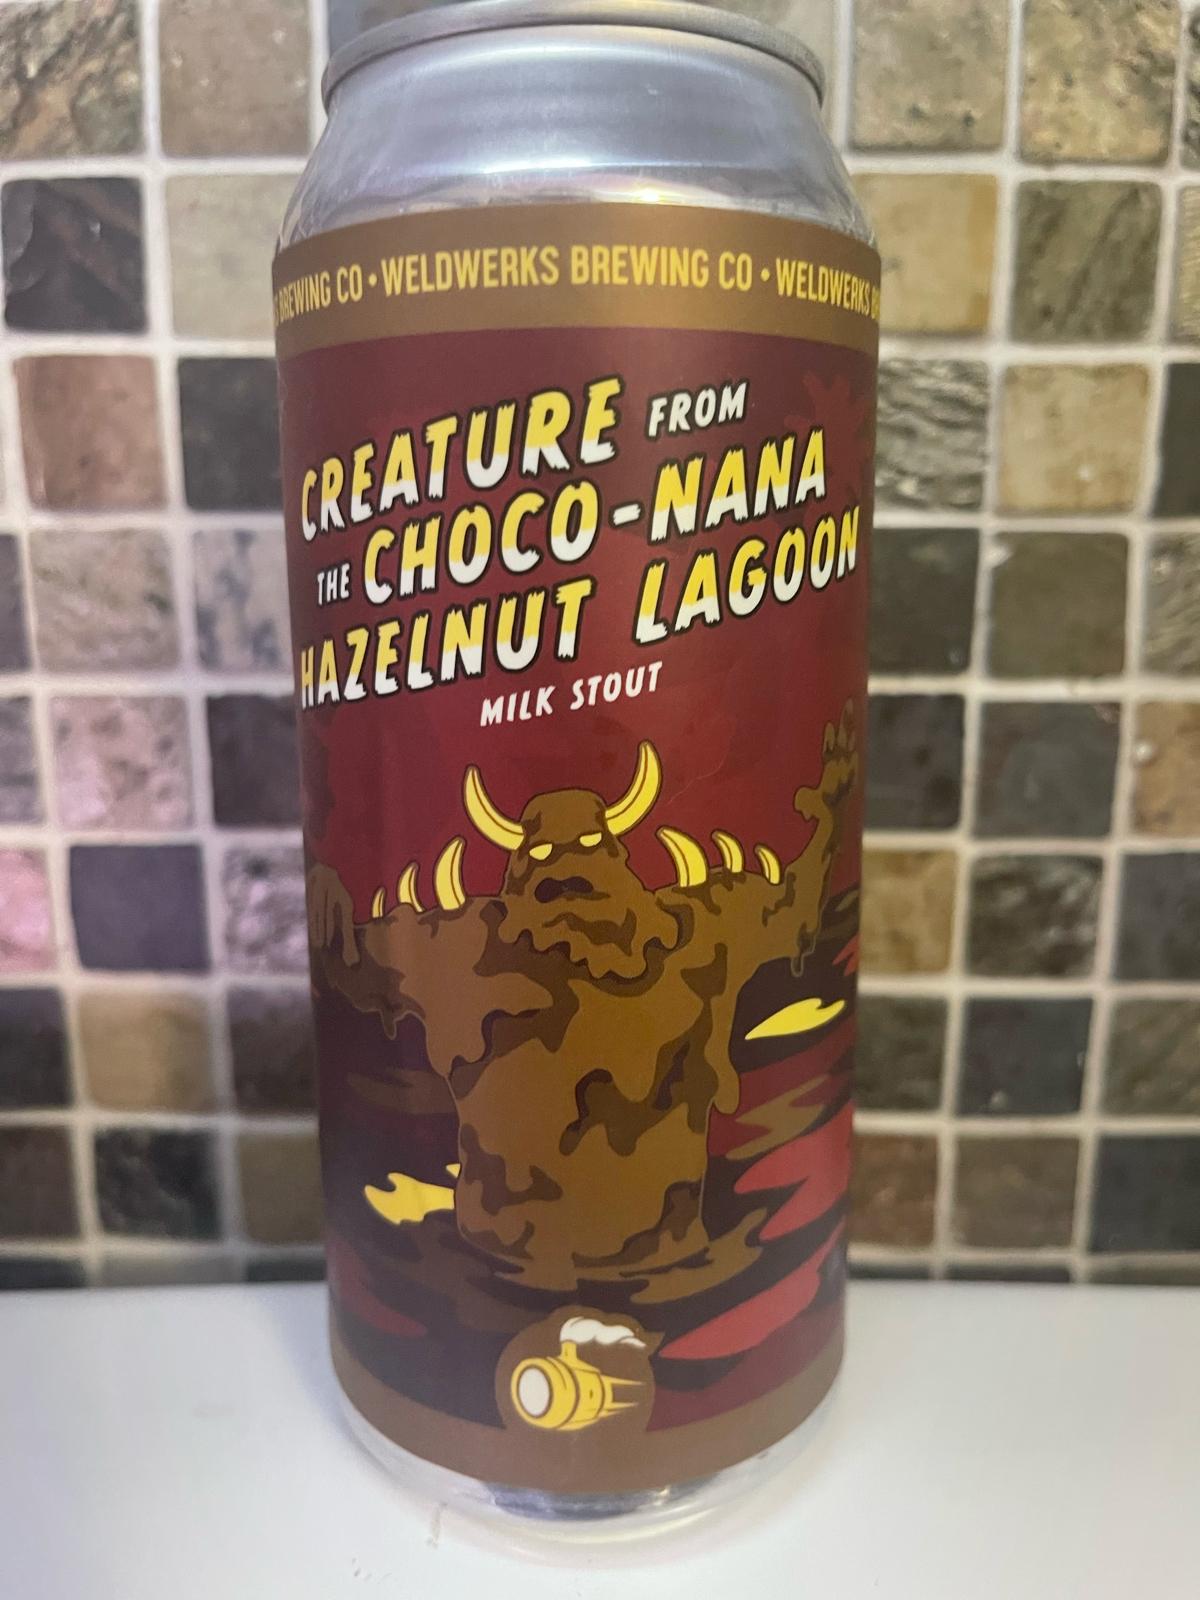 BREWING CO • WELDWERKS BREWING CO • WELDWERKS
CREATURE FROM
THE CHOCO-NANA
HAZELNUT LAGOON
MILK STOUT